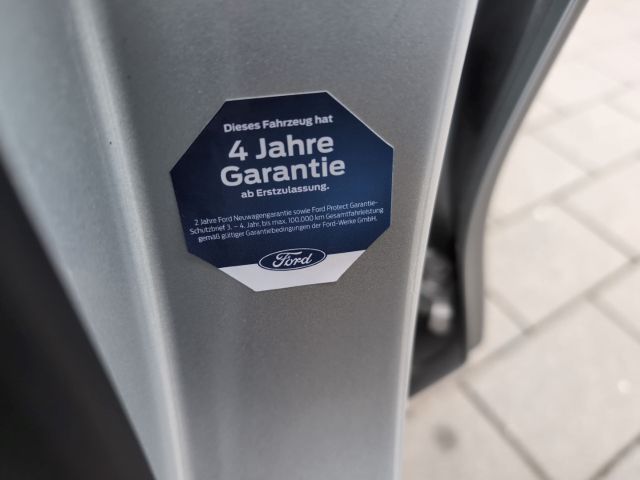 Dieses Fahrzeug hat
4 Jahre
Garantie
ab Erstzulassung.
2 Jahre Ford Neuwagengarantie sowie Ford Protect Garantie-
Schutzbrief 3. – 4. Jahr, bis max. 100.000 km Gesamtfahrleistung
gemäß gültiger Garantiebedingungen der Ford-Werke GmbH.
Ford